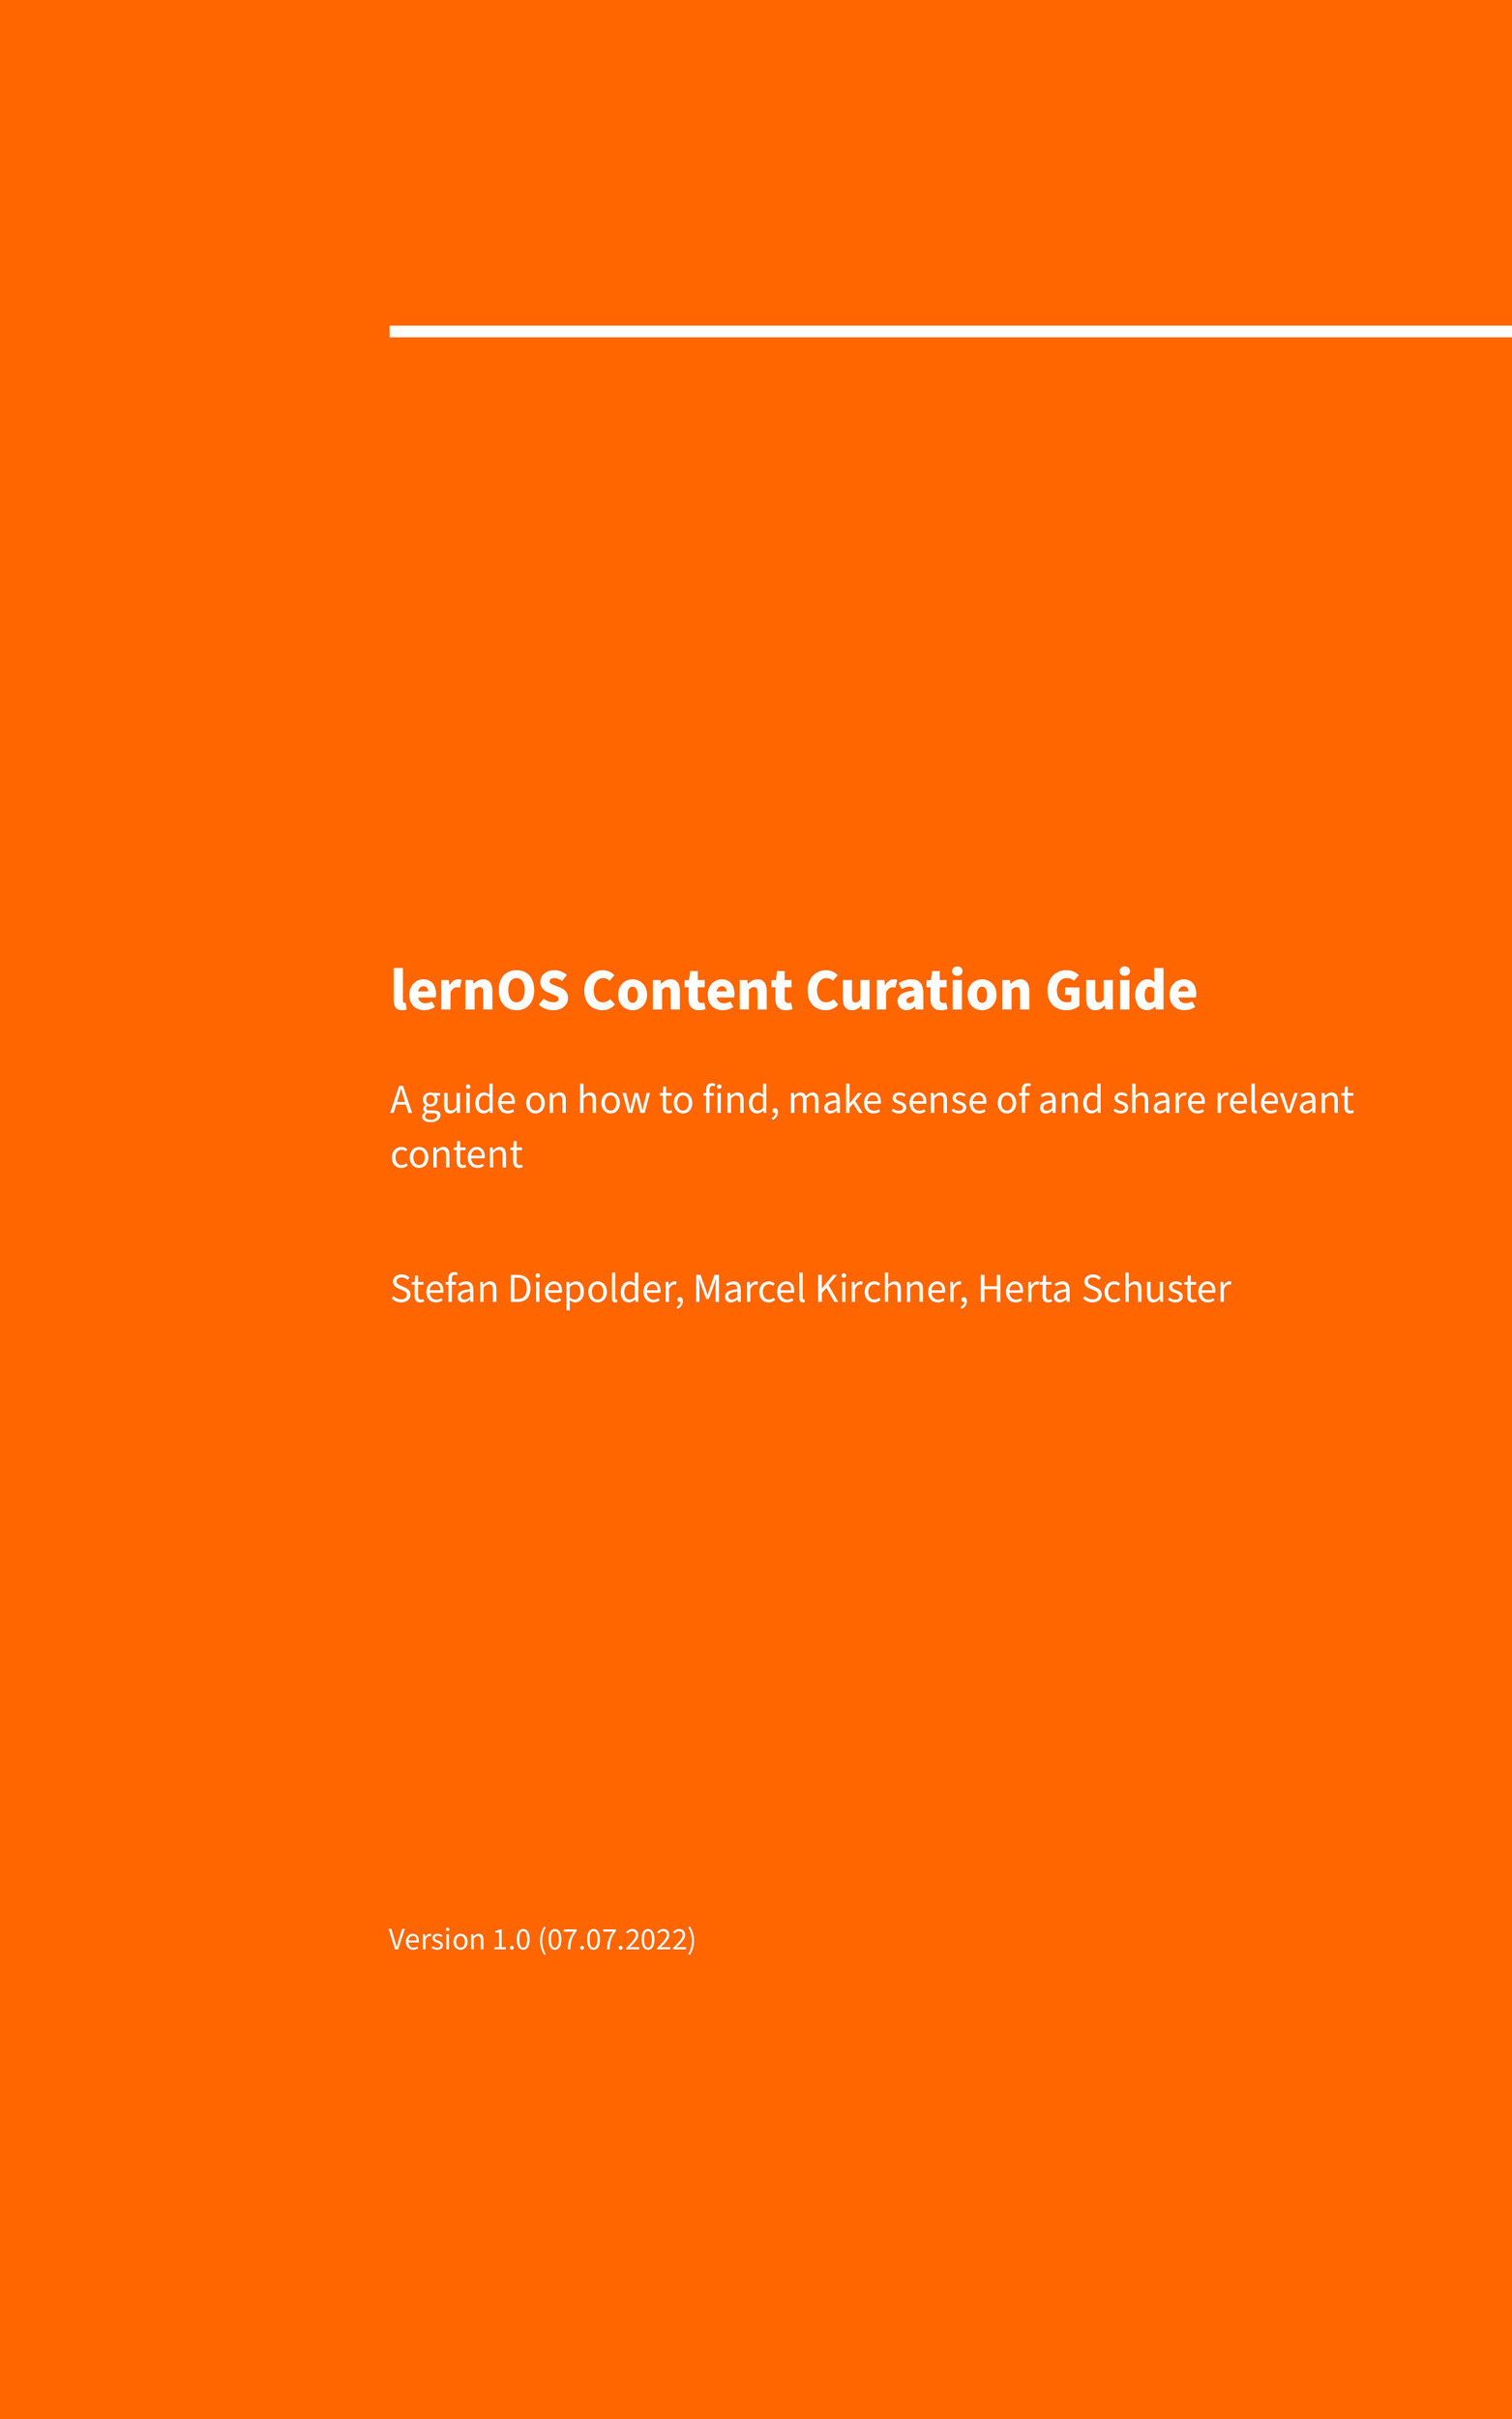 lernOS Content Curation Guide
A guide on how to find, make sense of and share relevant
content
Stefan Diepolder, Marcel Kirchner, Herta Schuster
Version 1.0 (07.07.2022)